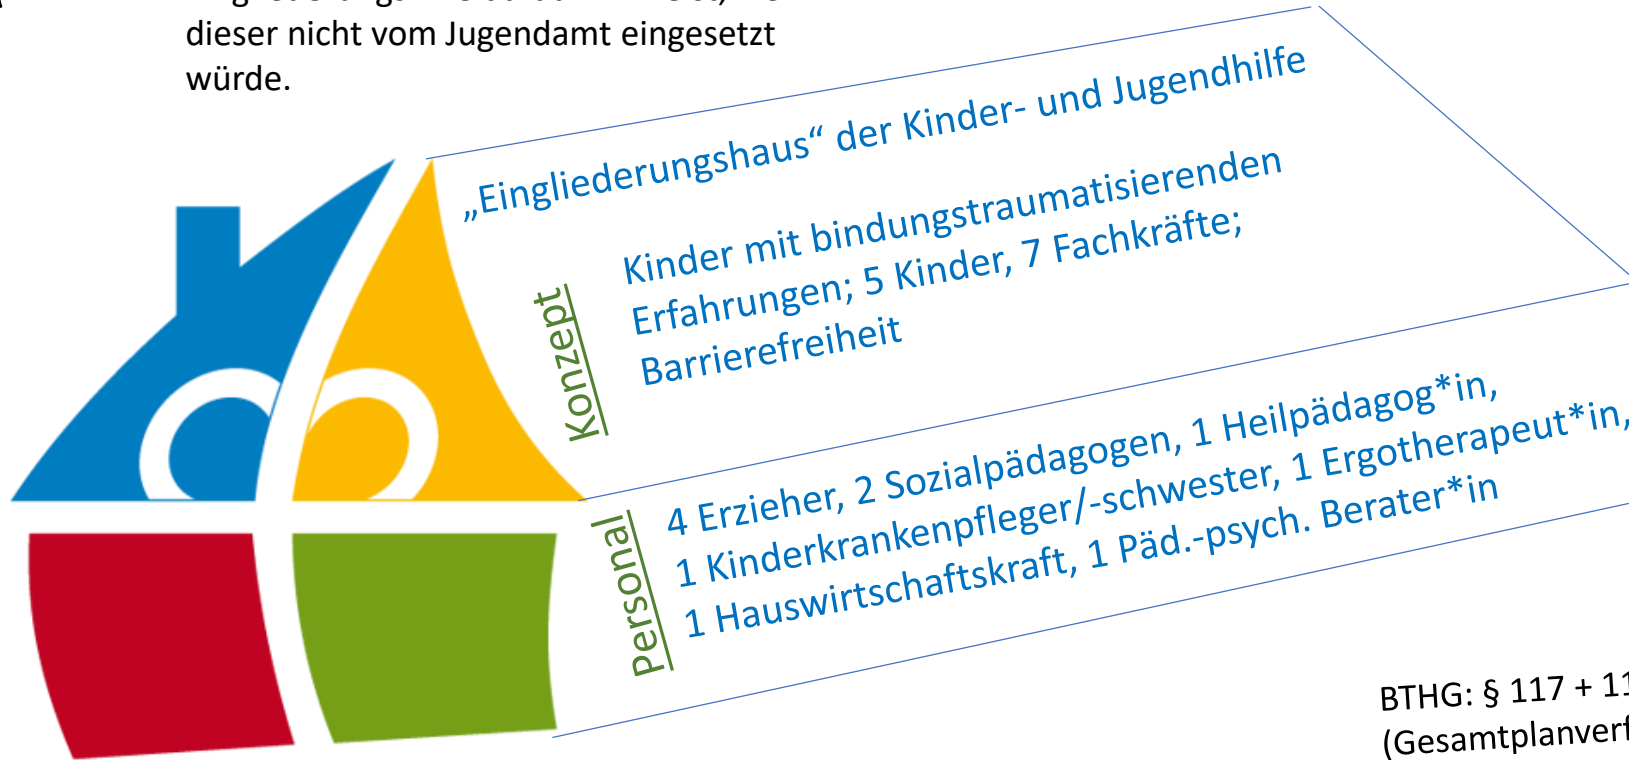 dieser nicht vom Jugendamt eingesetzt
würde.
„Eingliederungshaus“ der Kinder- und Jugendhilfe
Konzept
Kinder mit bindungstraumatisierenden
Erfahrungen; 5 Kinder, 7 Fachkräfte;
Barrierefreiheit
Personal
4 Erzieher, 2 Sozialpädagogen, 1 Heilpädagog*in,
1 Kinderkrankenpfleger/-schwester, 1 Ergotherapeut*in,
1 Hauswirtschaftskraft, 1 Päd.-psych. Berater*in
BTHG: § 117 + 11
(Gesamtplanverf